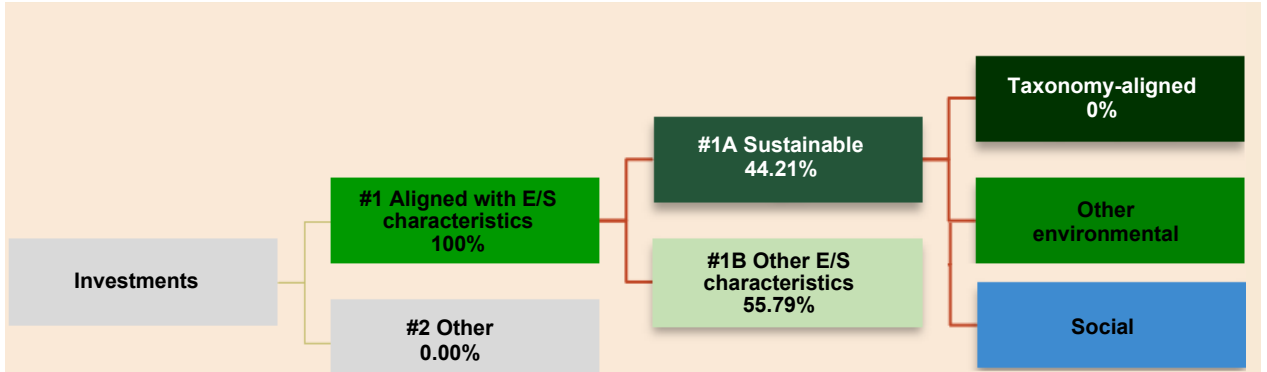 Investments
#1 Aligned with E/S
characteristics
100%
#2 Other
0.00%
#1A Sustainable
44.21%
#1B Other E/S
characteristics
55.79%
Taxonomy-aligned
0%
Other
environmental
Social